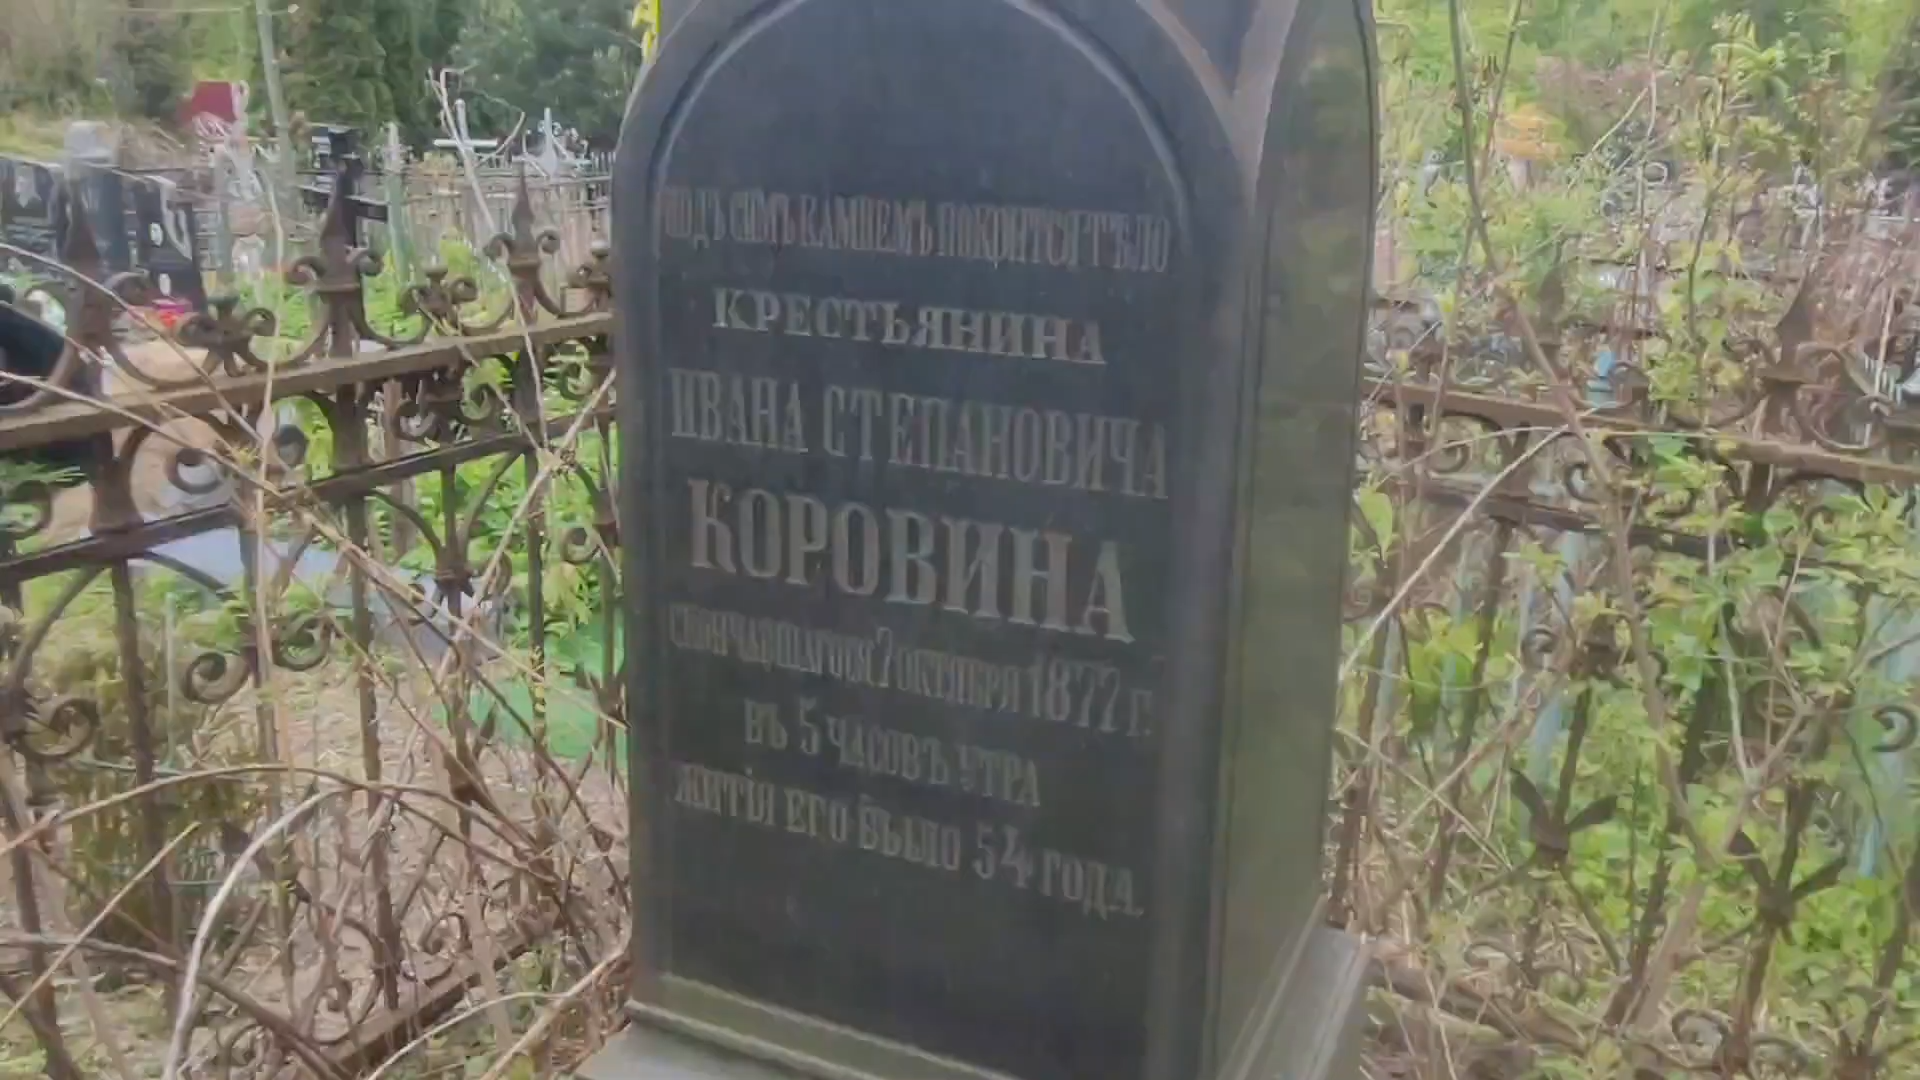 ПОДЪ СИМЪ КАМНЕМЪ ПОКОИТСЯ ТѢЛО
КРЕСТЬЯНИНА
ИВАНА СТЕПАНОВИЧА
КОРОВИНА
СКОНЧАВШАГОСЯ 7 ОКТЯБРЯ 1877 Г.
ВЪ 5 ЧАСОВЪ УТРА
ЖИТІЯ ЕГО БЫЛО 54 ГОДА.